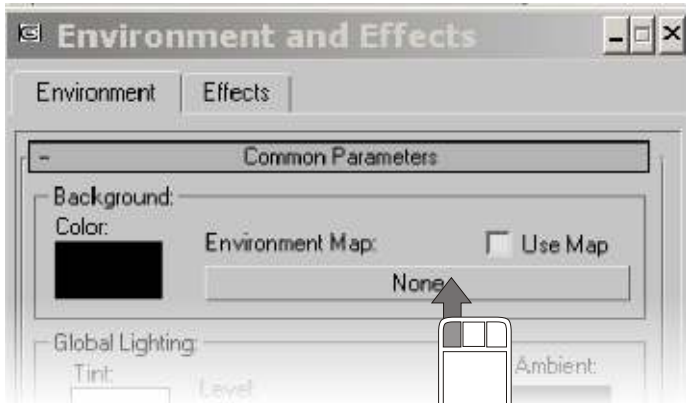 Environment and Effects
Environment Effects
- Common Parameters
Background:
Color:
Environment Map: Use Map
None
Global Lighting:
Tint: Level: Ambient: